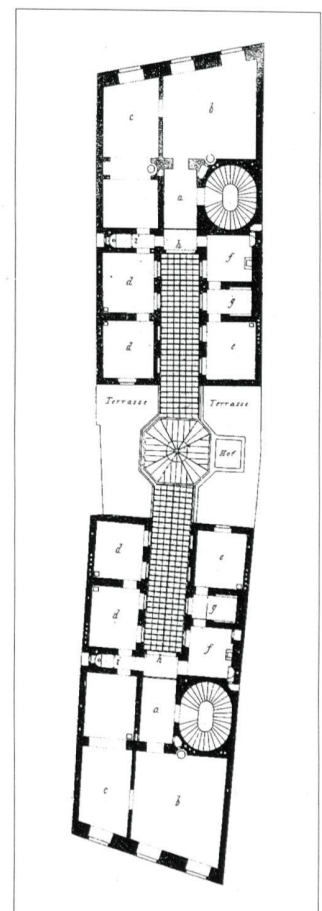 c b
a
i h f
d g
d e
Terrasse Terrasse
Hof
d e
d g
i h f
a
c b